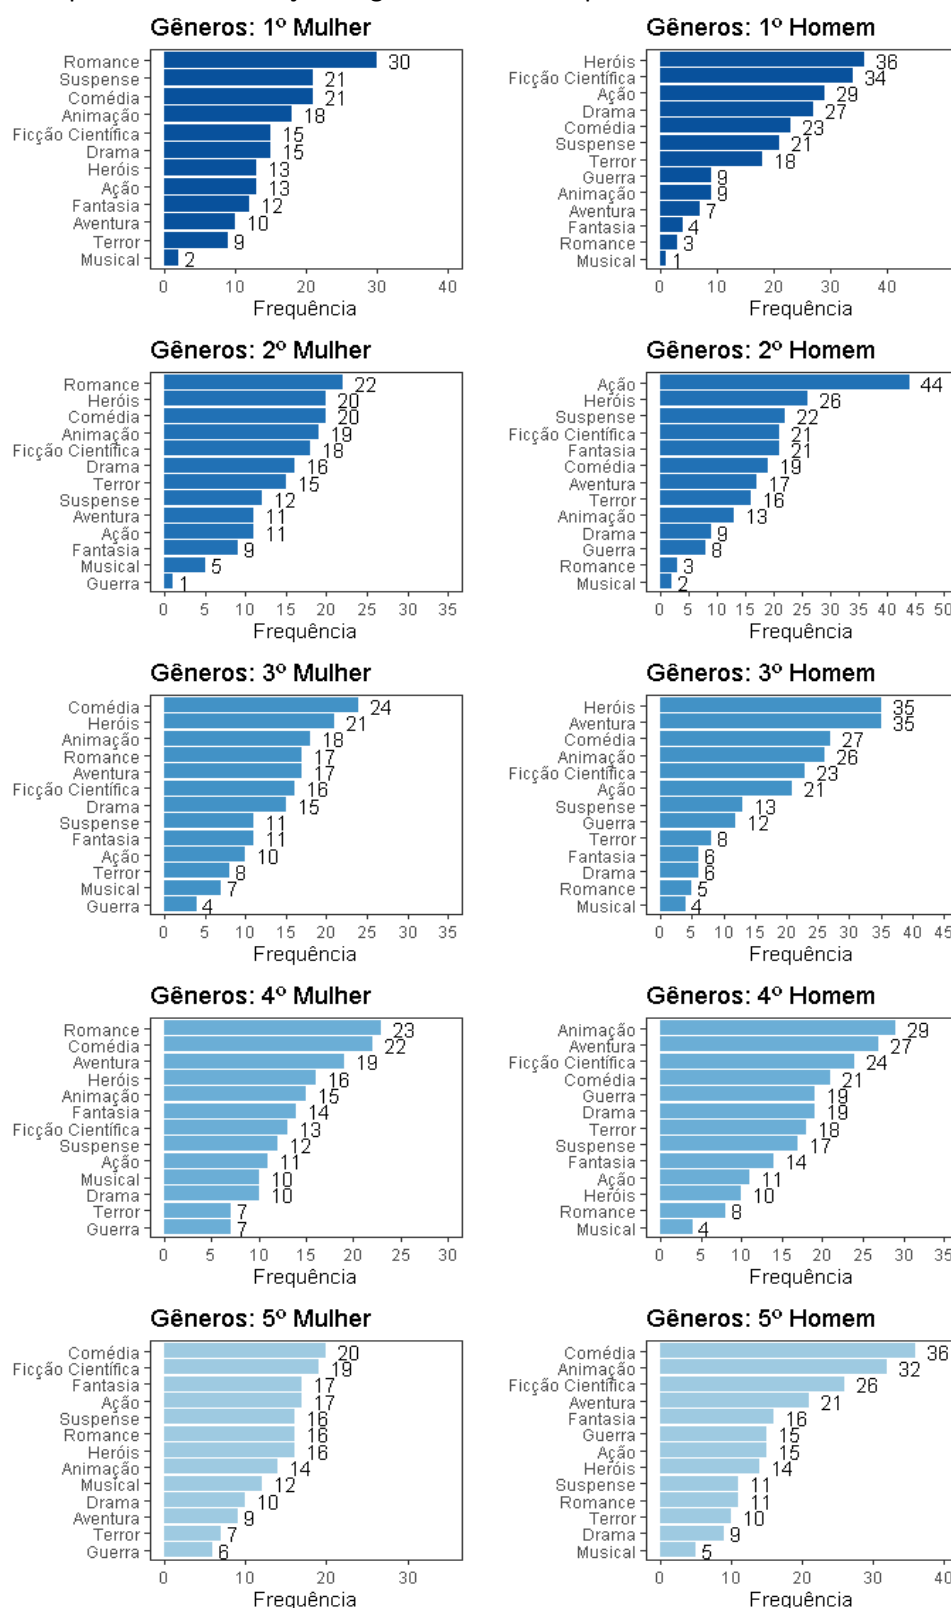 Gêneros: 1º Mulher
Romance 30
Suspense 21
Comédia 21
Animação 18
Ficção Científica 15
Drama 15
Heróis 13
Ação 13
Fantasia 12
Aventura 10
Terror 9
Musical 2
0 10 20 30 40
Frequência
Gêneros: 1º Homem
Heróis 36
Ficção Científica 34
Ação 29
Drama 27
Comédia 23
Suspense 21
Terror 18
Guerra 9
Animação 9
Aventura 7
Fantasia 4
Romance 3
Musical 1
0 10 20 30 40
Frequência
Gêneros: 2º Mulher
Romance 22
Heróis 20
Comédia 20
Animação 19
Ficção Científica 18
Drama 16
Terror 15
Suspense 12
Aventura 11
Ação 11
Fantasia 9
Musical 5
Guerra 1
0 5 10 15 20 25 30 35
Frequência
Gêneros: 2º Homem
Ação 44
Heróis 26
Suspense 22
Ficção Científica 21
Fantasia 21
Comédia 19
Aventura 17
Terror 16
Animação 13
Drama 9
Guerra 8
Romance 3
Musical 2
0 5 10 15 20 25 30 35 40 45 50
Frequência
Gêneros: 3º Mulher
Comédia 24
Heróis 21
Animação 18
Romance 17
Aventura 17
Ficção Científica 16
Drama 15
Suspense 11
Fantasia 11
Ação 10
Terror 8
Musical 7
Guerra 4
0 5 10 15 20 25 30 35
Frequência
Gêneros: 3º Homem
Heróis 35
Aventura 35
Comédia 27
Animação 26
Ficção Científica 23
Ação 21
Suspense 13
Guerra 12
Terror 8
Fantasia 6
Drama 6
Romance 5
Musical 4
0 5 10 15 20 25 30 35 40 45
Frequência
Gêneros: 4º Mulher
Romance 23
Comédia 22
Aventura 19
Heróis 16
Animação 15
Fantasia 14
Ficção Científica 13
Suspense 12
Ação 11
Musical 10
Drama 10
Terror 7
Guerra 7
0 5 10 15 20 25 30
Frequência
Gêneros: 4º Homem
Animação 29
Aventura 27
Ficção Científica 24
Comédia 21
Guerra 19
Drama 19
Terror 18
Suspense 17
Fantasia 14
Ação 11
Heróis 10
Romance 8
Musical 4
0 5 10 15 20 25 30 35
Frequência
Gêneros: 5º Mulher
Comédia 20
Ficção Científica 19
Fantasia 17
Ação 17
Suspense 16
Romance 16
Heróis 16
Animação 14
Musical 12
Drama 10
Aventura 9
Terror 7
Guerra 6
0 10 20 30
Frequência
Gêneros: 5º Homem
Comédia 36
Animação 32
Ficção Científica 26
Aventura 21
Fantasia 16
Guerra 15
Ação 15
Heróis 14
Suspense 11
Romance 11
Terror 10
Drama 9
Musical 5
0 10 20 30 40
Frequência